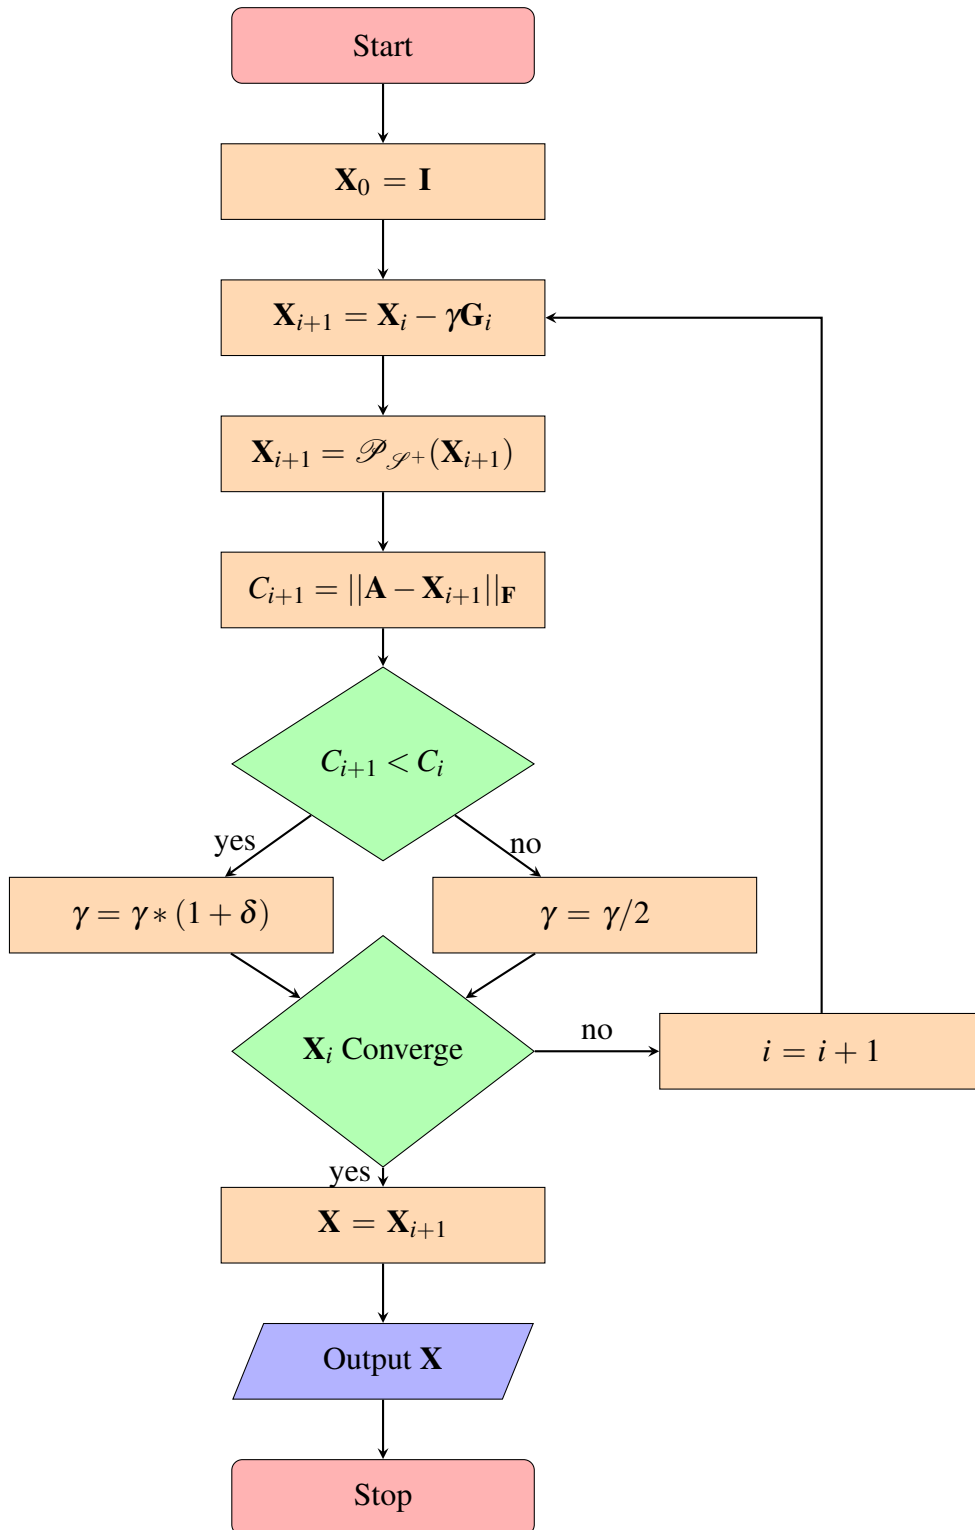 Start
𝐗₀ = 𝐈
𝐗ᵢ₊₁ = 𝐗ᵢ − γ𝐆ᵢ
𝐗ᵢ₊₁ = 𝒫_𝒮⁺(𝐗ᵢ₊₁)
Cᵢ₊₁ = ||𝐀 − 𝐗ᵢ₊₁||_𝐅
Cᵢ₊₁ < Cᵢ
yes
no
γ = γ ∗ (1 + δ)
γ = γ/2
𝐗ᵢ Converge
no
i = i + 1
yes
𝐗 = 𝐗ᵢ₊₁
Output 𝐗
Stop